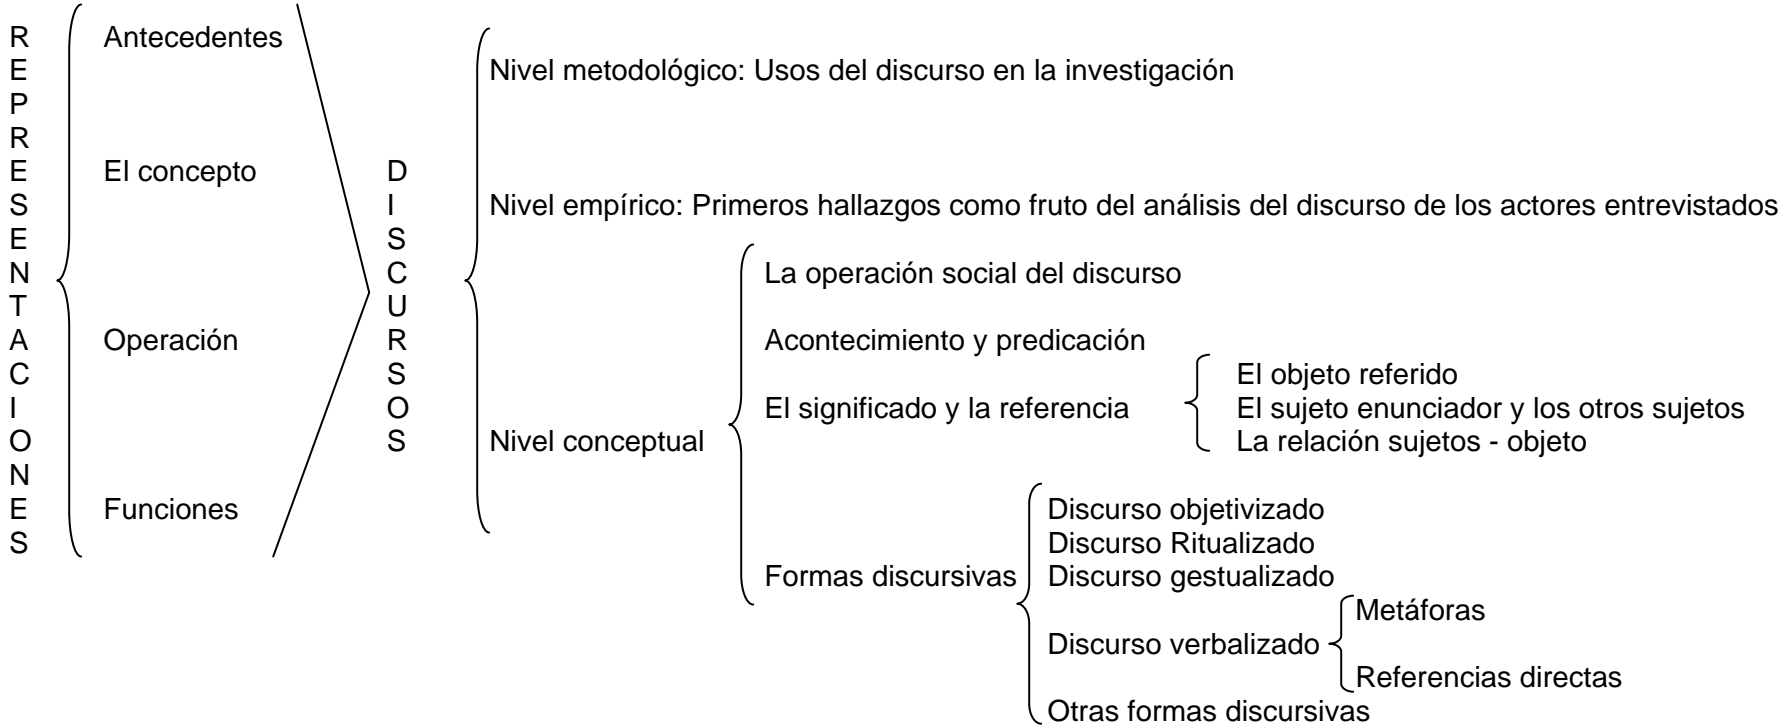 REPRESENTACIONES
Antecedentes
El concepto
Operación
Funciones
DISCURSOS
Nivel metodológico: Usos del discurso en la investigación
Nivel empírico: Primeros hallazgos como fruto del análisis del discurso de los actores entrevistados
Nivel conceptual
La operación social del discurso
Acontecimiento y predicación
El significado y la referencia
El objeto referido
El sujeto enunciador y los otros sujetos
La relación sujetos - objeto
Formas discursivas
Discurso objetivizado
Discurso Ritualizado
Discurso gestualizado
Discurso verbalizado
Metáforas
Referencias directas
Otras formas discursivas